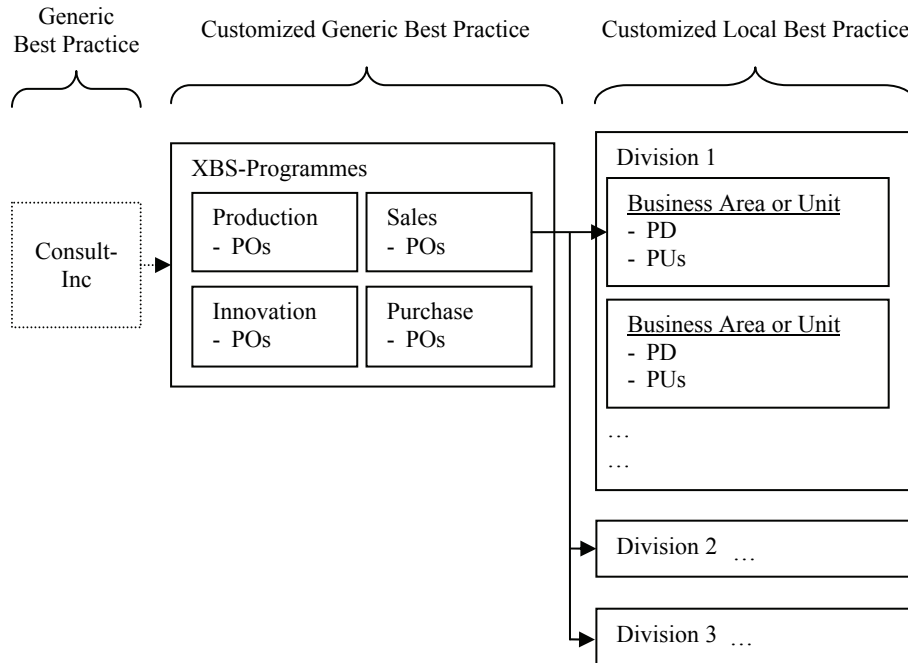 Generic
Best Practice
Customized Generic Best Practice
Customized Local Best Practice
Consult-
Inc
XBS-Programmes
Production
- POs
Sales
- POs
Innovation
- POs
Purchase
- POs
Division 1
Business Area or Unit
- PD
- PUs
Business Area or Unit
- PD
- PUs
…
…
Division 2 …
Division 3 …